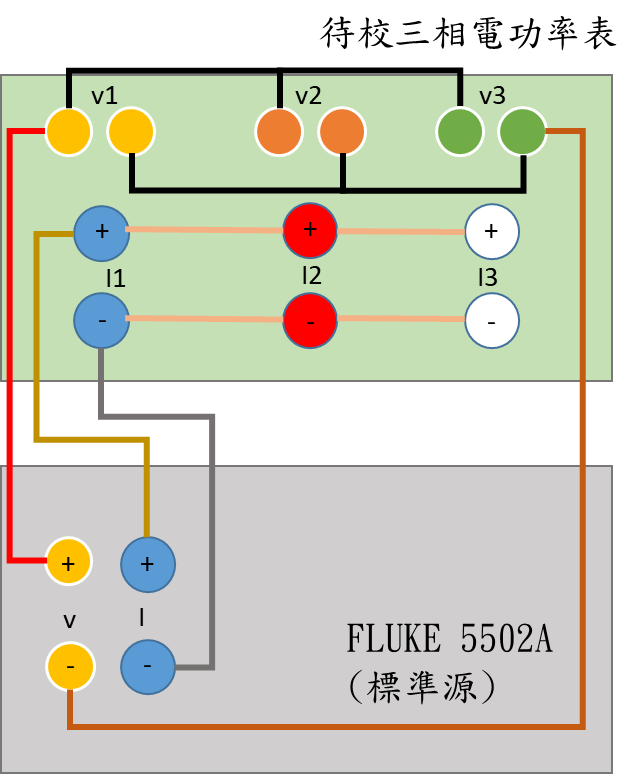 待校三相電功率表
v1 v2 v3
+ + +
I1 I2 I3
- - -
+ +
v I
- -
FLUKE 5502A
(標準源)